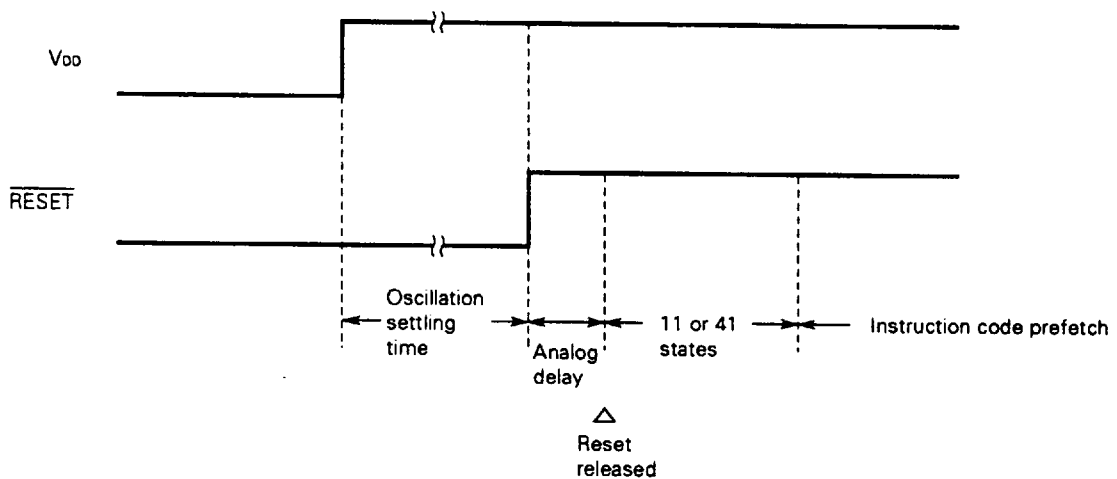 VDD
RESET
Oscillation
settling
time
Analog
delay
11 or 41
states
Instruction code prefetch
Reset
released